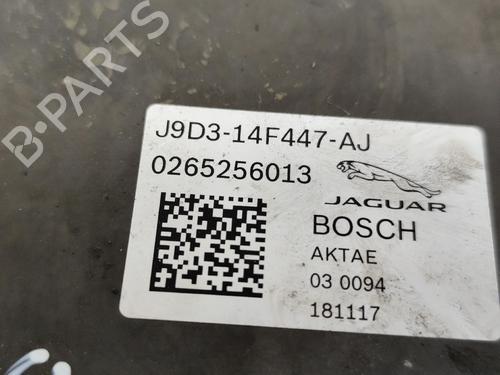 B-PARTS
J9D3-14F447-AJ
0265256013
JAGUAR
BOSCH
AKTAE
03 0094
181117